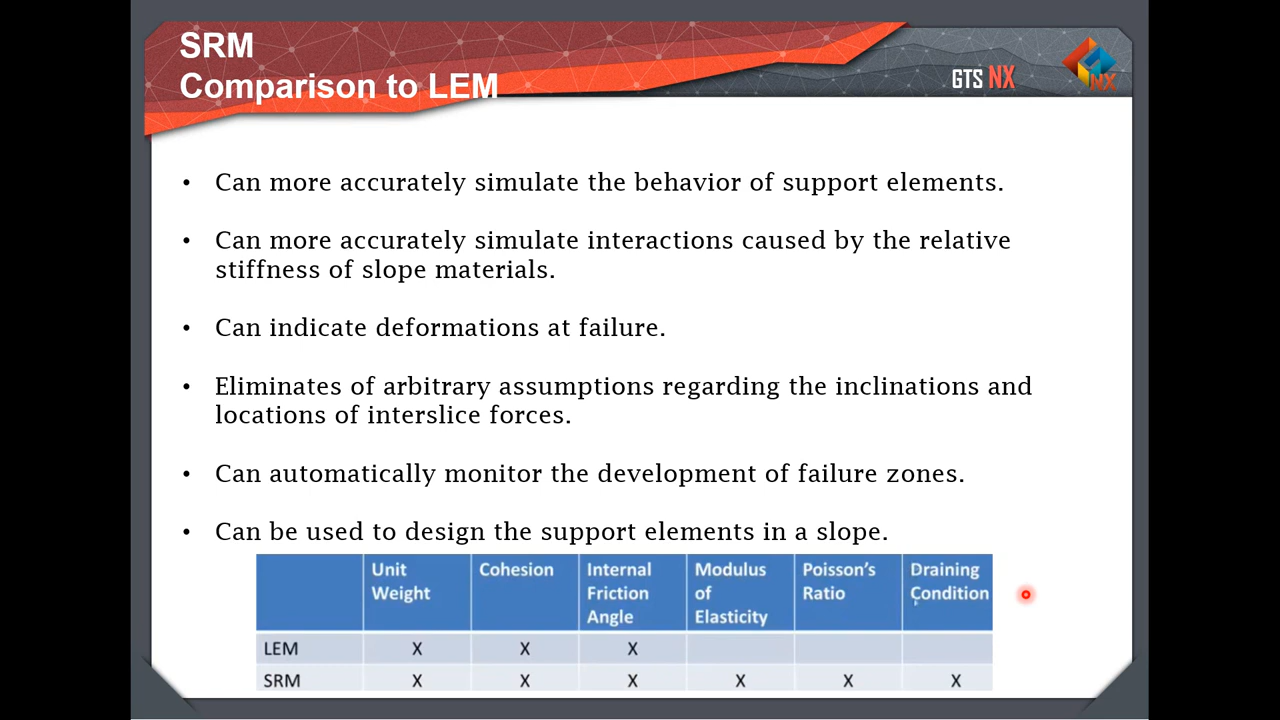 SRM
Comparison to LEM
GTS NX
NX
• Can more accurately simulate the behavior of support elements.
• Can more accurately simulate interactions caused by the relative
stiffness of slope materials.
• Can indicate deformations at failure.
• Eliminates of arbitrary assumptions regarding the inclinations and
locations of interslice forces.
• Can automatically monitor the development of failure zones.
• Can be used to design the support elements in a slope.
Unit Weight Cohesion Internal Friction Angle Modulus of Elasticity Poisson's Ratio Draining Condition
LEM X X X
SRM X X X X X X